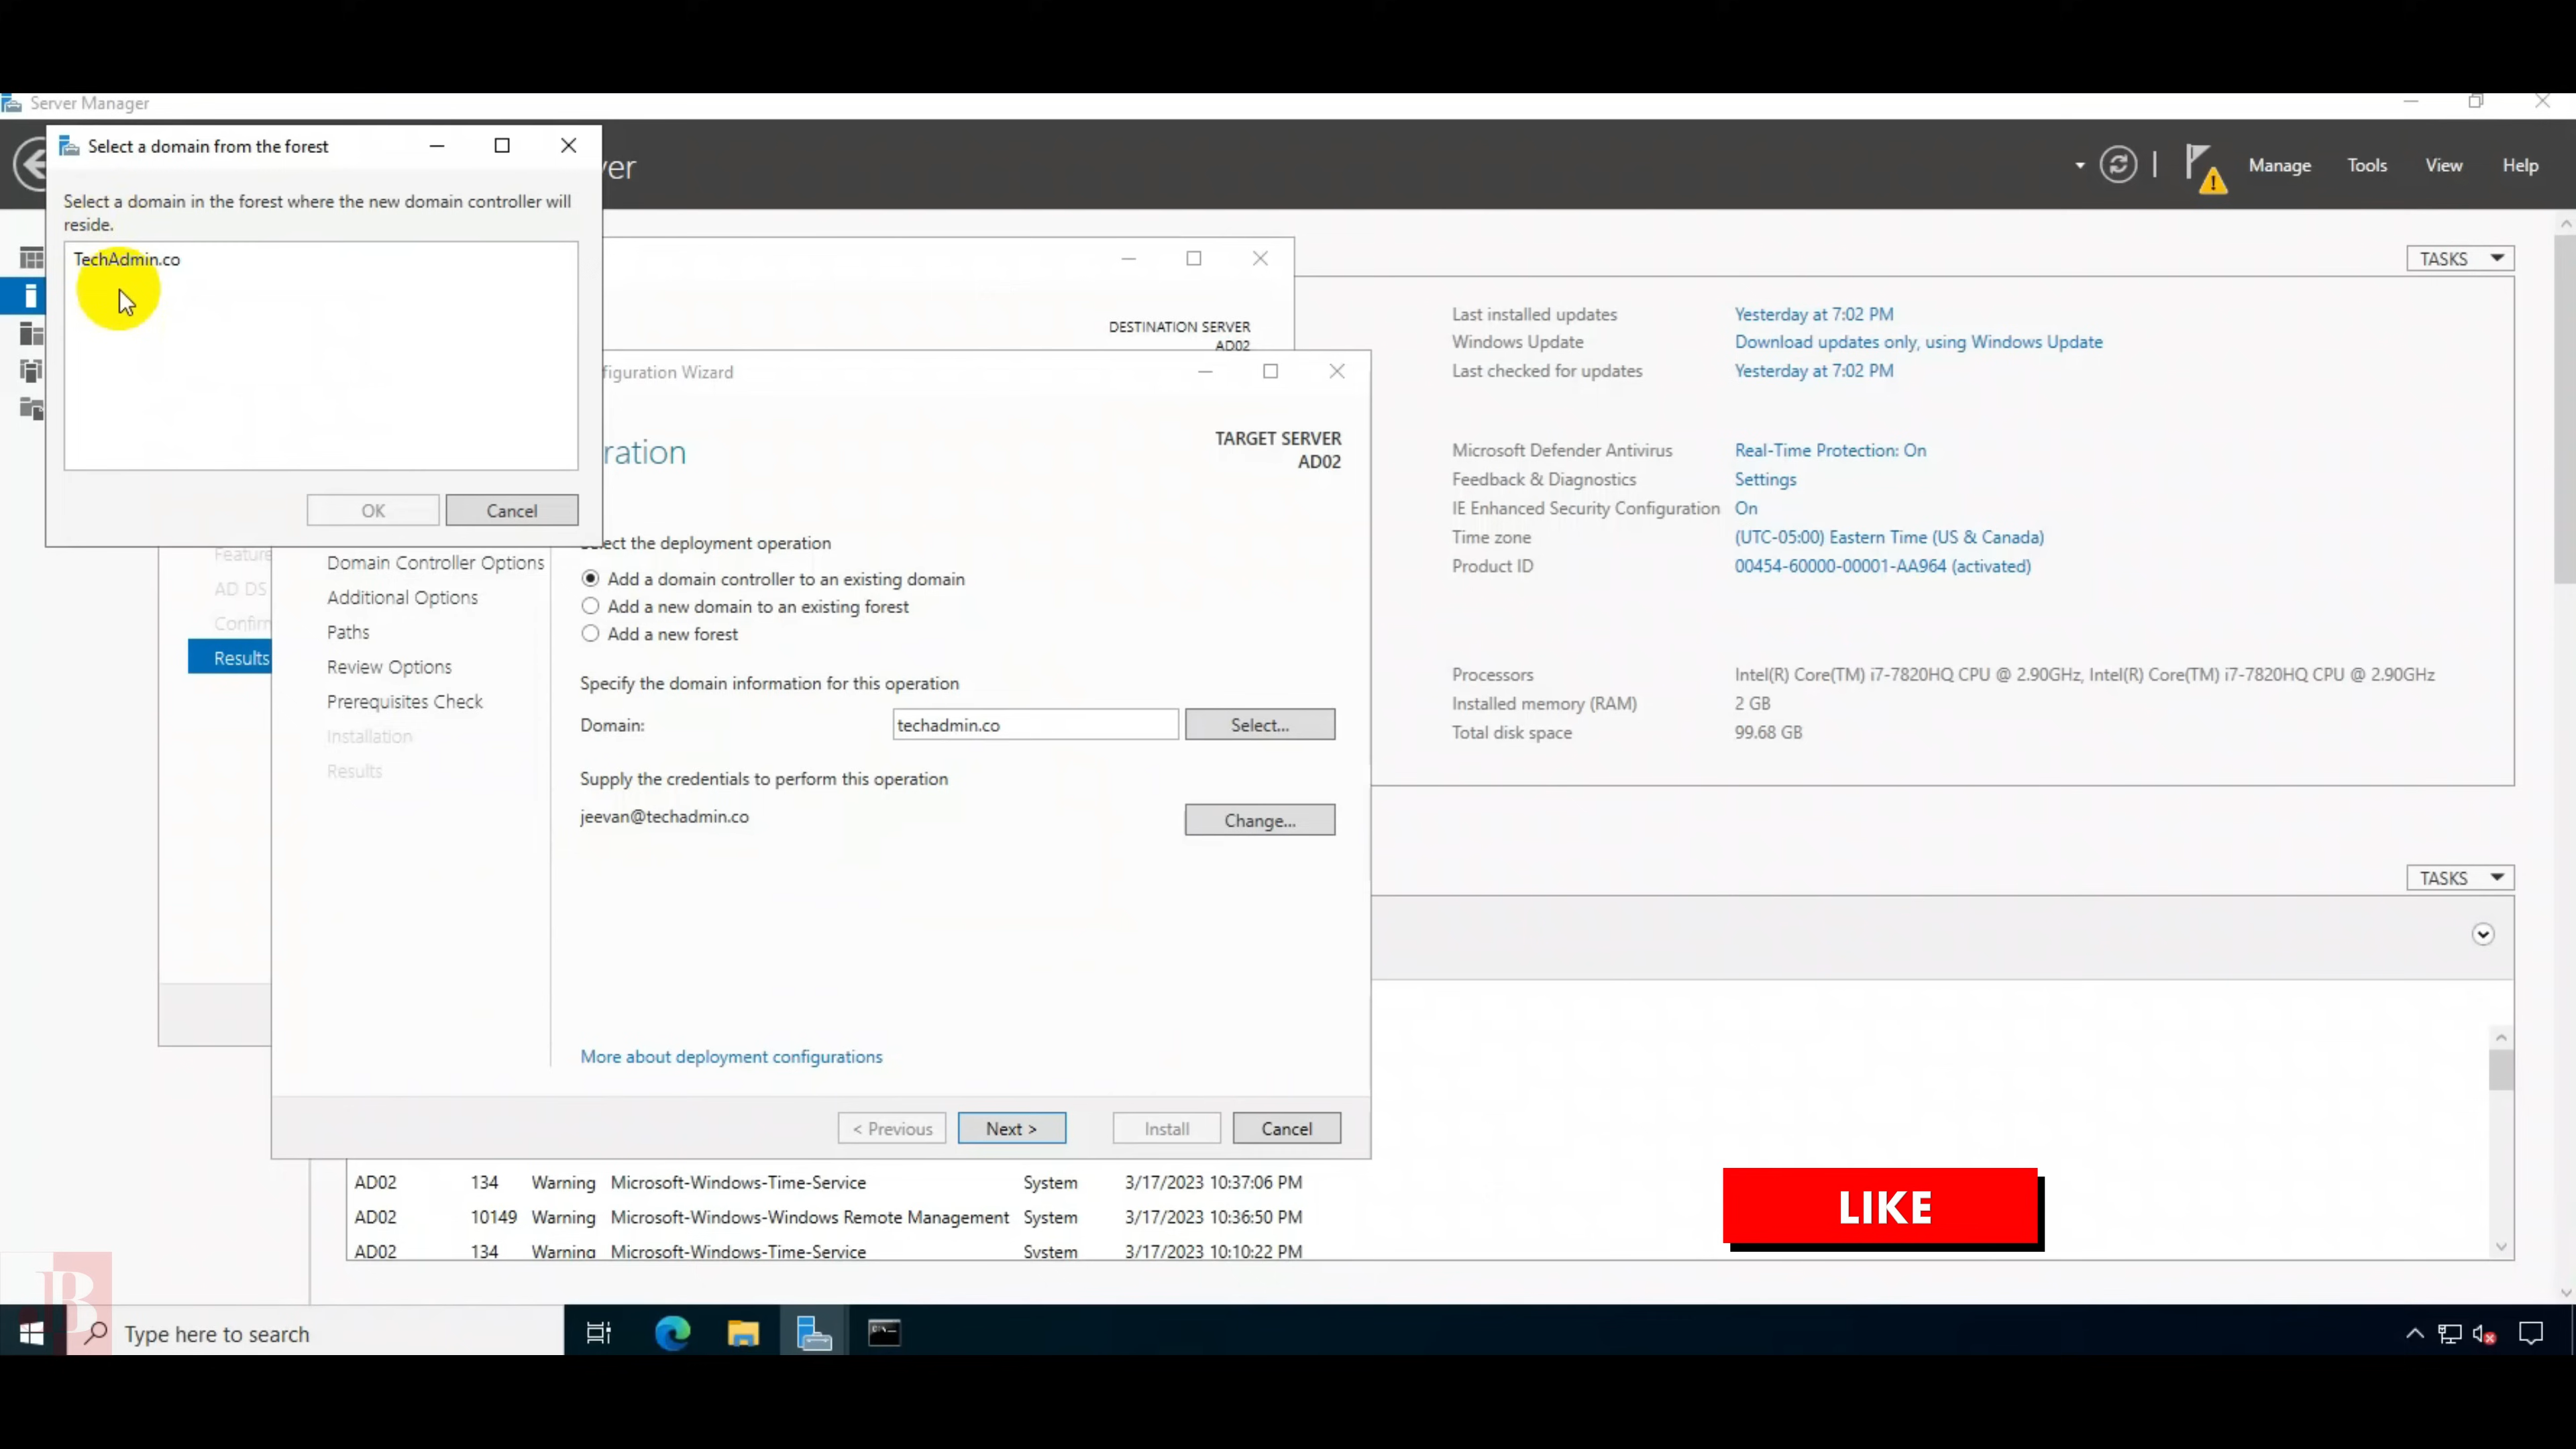 Server Manager
Select a domain from the forest
Select a domain in the forest where the new domain controller will
reside.
TechAdmin.co
OK
Cancel
ver
Manage
Tools
View
Help
DESTINATION SERVER
AD02
figuration Wizard
ration
TARGET SERVER
AD02
Feature
AD DS
Confirm
Results
Domain Controller Options
Additional Options
Paths
Review Options
Prerequisites Check
Installation
Results
Select the deployment operation
Add a domain controller to an existing domain
Add a new domain to an existing forest
Add a new forest
Specify the domain information for this operation
Domain:
techadmin.co
Select...
Supply the credentials to perform this operation
jeevan@techadmin.co
Change...
More about deployment configurations
< Previous
Next >
Install
Cancel
TASKS
Last installed updates Yesterday at 7:02 PM
Windows Update Download updates only, using Windows Update
Last checked for updates Yesterday at 7:02 PM
Microsoft Defender Antivirus Real-Time Protection: On
Feedback & Diagnostics Settings
IE Enhanced Security Configuration On
Time zone (UTC-05:00) Eastern Time (US & Canada)
Product ID 00454-60000-00001-AA964 (activated)
Processors Intel(R) Core(TM) i7-7820HQ CPU @ 2.90GHz, Intel(R) Core(TM) i7-7820HQ CPU @ 2.90GHz
Installed memory (RAM) 2 GB
Total disk space 99.68 GB
TASKS
AD02 134 Warning Microsoft-Windows-Time-Service System 3/17/2023 10:37:06 PM
AD02 10149 Warning Microsoft-Windows-Windows Remote Management System 3/17/2023 10:36:50 PM
AD02 134 Warning Microsoft-Windows-Time-Service System 3/17/2023 10:10:22 PM
LIKE
B
Type here to search